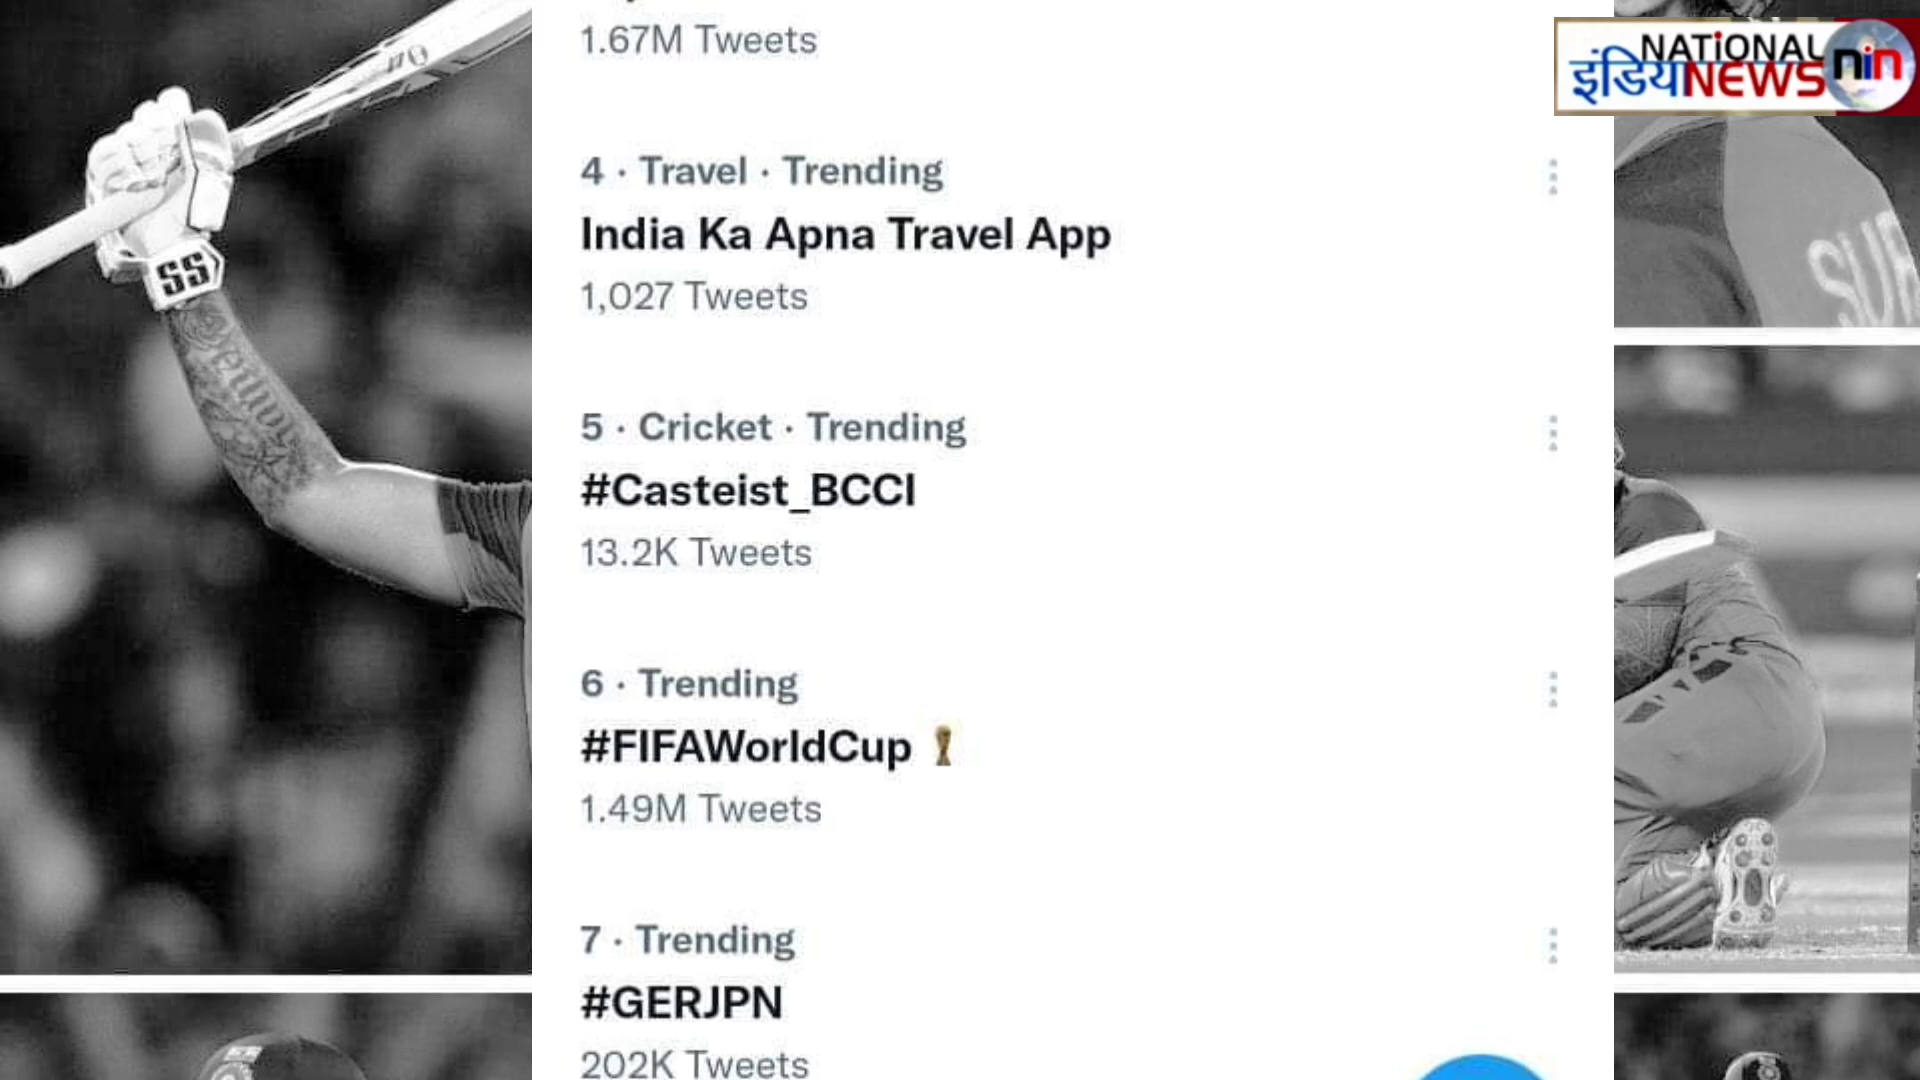 1.67M Tweets
NATiONAL
इंडियाNEWS nin
4 · Travel · Trending
India Ka Apna Travel App
1,027 Tweets
SS
5 · Cricket · Trending
#Casteist_BCCI
13.2K Tweets
6 · Trending
#FIFAWorldCup
1.49M Tweets
7 · Trending
#GERJPN
202K Tweets